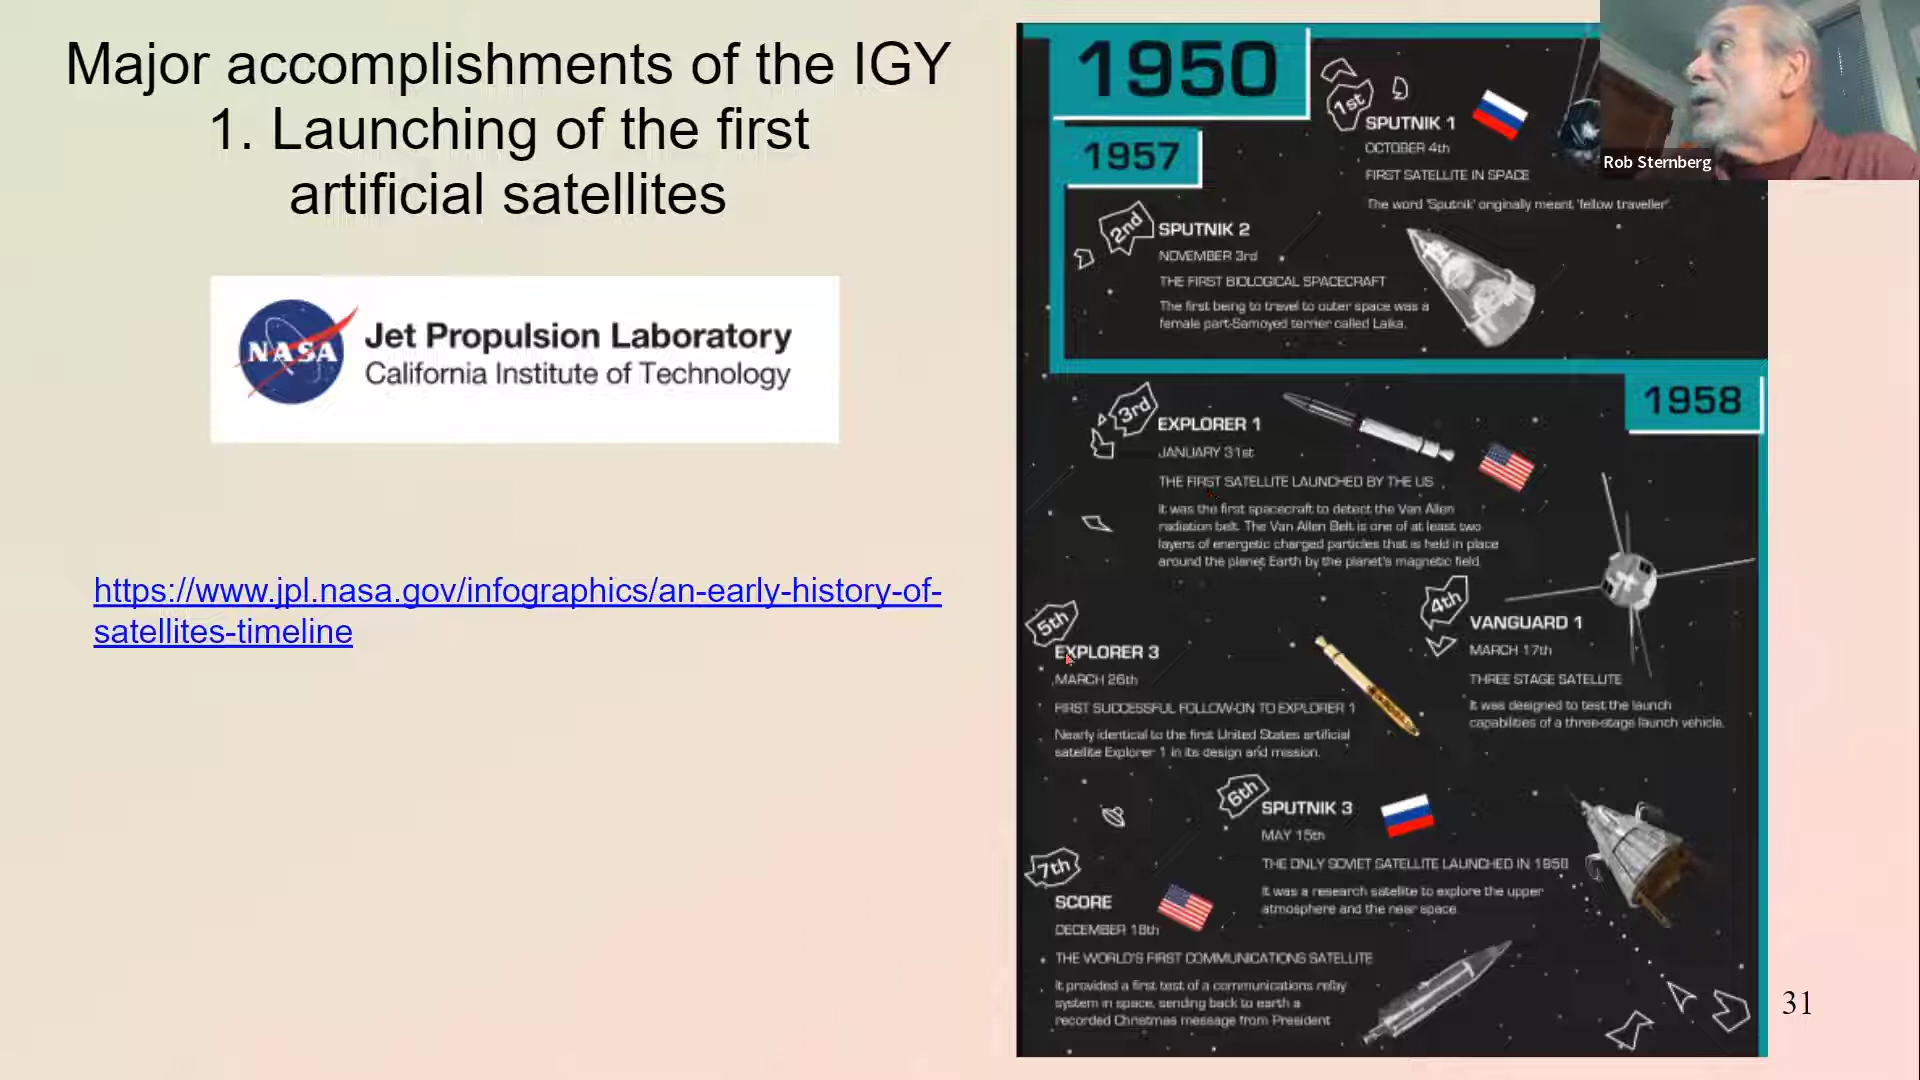 Major accomplishments of the IGY
1. Launching of the first
artificial satellites
NASA
Jet Propulsion Laboratory
California Institute of Technology
https://www.jpl.nasa.gov/infographics/an-early-history-of-
satellites-timeline
1950
1957
1st
SPUTNIK 1
OCTOBER 4th
FIRST SATELLITE IN SPACE
The word 'Sputnik' originally meant 'fellow traveller'.
2nd
SPUTNIK 2
NOVEMBER 3rd
THE FIRST BIOLOGICAL SPACECRAFT
The first being to travel to outer space was a
female part-Samoyed terrier called Laika.
1958
3rd
EXPLORER 1
JANUARY 31st
THE FIRST SATELLITE LAUNCHED BY THE US
It was the first spacecraft to detect the Van Allen
radiation belt. The Van Allen Belt is one of at least two
layers of energetic charged particles that is held in place
around the planet Earth by the planet's magnetic field.
4th
VANGUARD 1
MARCH 17th
THREE STAGE SATELLITE
It was designed to test the launch
capabilities of a three-stage launch vehicle.
5th
EXPLORER 3
MARCH 26th
FIRST SUCCESSFUL FOLLOW-ON TO EXPLORER 1
Nearly identical to the first United States artificial
satellite Explorer 1 in its design and mission.
6th
SPUTNIK 3
MAY 15th
THE ONLY SOVIET SATELLITE LAUNCHED IN 1958
It was a research satellite to explore the upper
atmosphere and the near space.
7th
SCORE
DECEMBER 18th
THE WORLD'S FIRST COMMUNICATIONS SATELLITE
It provided a first test of a communications relay
system in space, sending back to earth a
recorded Christmas message from President
Rob Sternberg
31